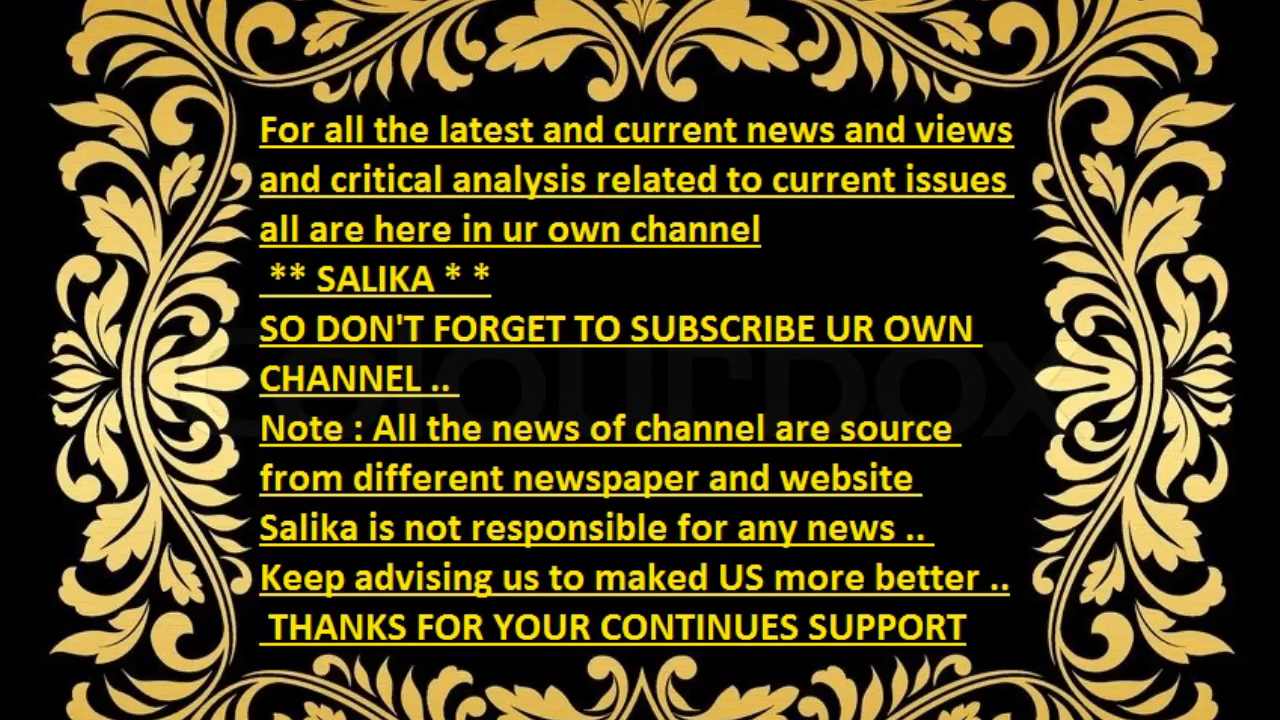 For all the latest and current news and views
and critical analysis related to current issues
all are here in ur own channel
** SALIKA * *
SO DON'T FORGET TO SUBSCRIBE UR OWN
CHANNEL ..
Note : All the news of channel are source
from different newspaper and website
Salika is not responsible for any news ..
Keep advising us to maked US more better ..
THANKS FOR YOUR CONTINUES SUPPORT
colourbox